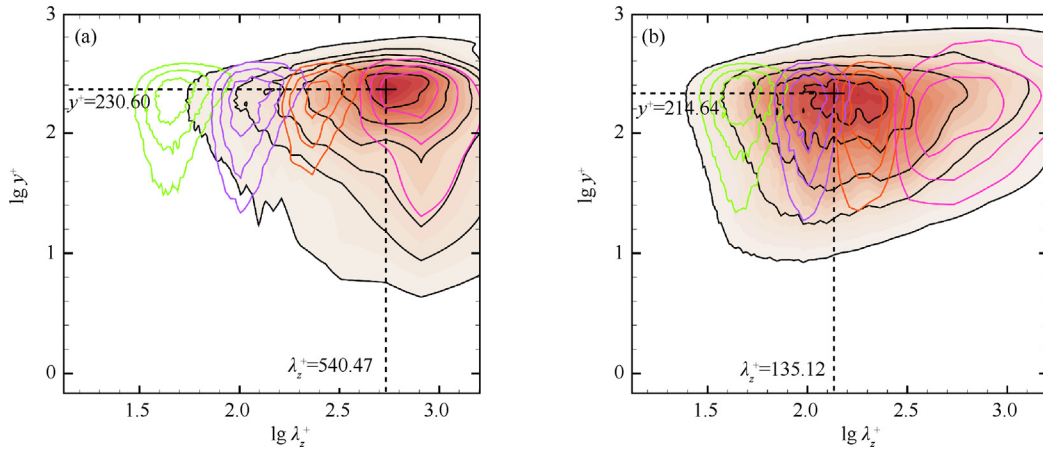 (a)
3
2
1
0
lg y⁺
y⁺=230.60
λz⁺=540.47
1.5 2.0 2.5 3.0
lg λz⁺
(b)
3
2
1
0
lg y⁺
y⁺=214.64
λz⁺=135.12
1.5 2.0 2.5 3.0
lg λz⁺